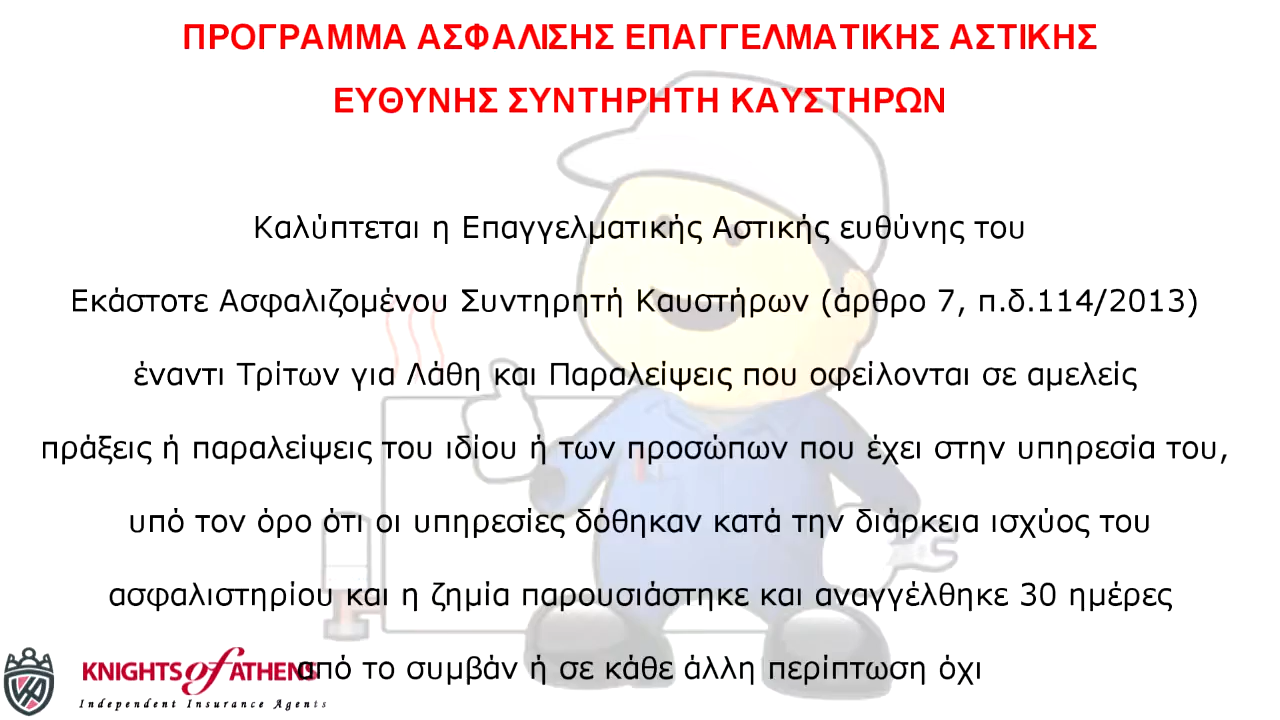 ΠΡΟΓΡΑΜΜΑ ΑΣΦΑΛΙΣΗΣ ΕΠΑΓΓΕΛΜΑΤΙΚΗΣ ΑΣΤΙΚΗΣ
ΕΥΘΥΝΗΣ ΣΥΝΤΗΡΗΤΗ ΚΑΥΣΤΗΡΩΝ
Καλύπτεται η Επαγγελματικής Αστικής ευθύνης του
Εκάστοτε Ασφαλιζομένου Συντηρητή Καυστήρων (άρθρο 7, π.δ.114/2013)
έναντι Τρίτων για Λάθη και Παραλείψεις που οφείλονται σε αμελείς
πράξεις ή παραλείψεις του ιδίου ή των προσώπων που έχει στην υπηρεσία του,
υπό τον όρο ότι οι υπηρεσίες δόθηκαν κατά την διάρκεια ισχύος του
ασφαλιστηρίου και η ζημία παρουσιάστηκε και αναγγέλθηκε 30 ημέρες
από το συμβάν ή σε κάθε άλλη περίπτωση όχι
KNIGHTS of ATHENS
Independent Insurance Agents